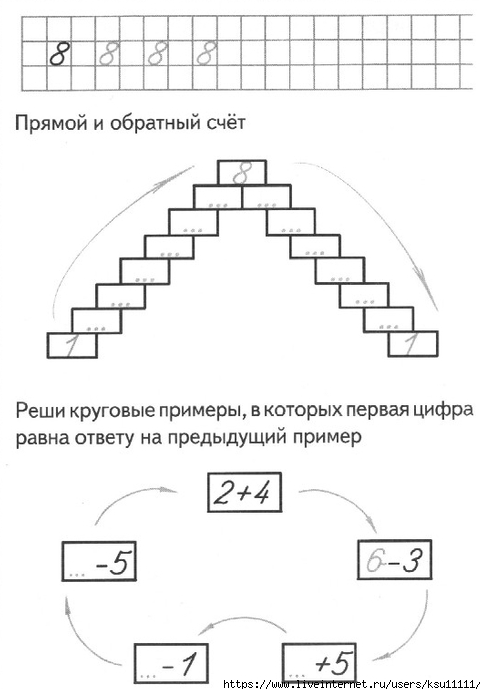 8 8 8 8
Прямой и обратный счёт
8
... ...
... ...
... ...
... ...
... ...
... ...
1 1
Реши круговые примеры, в которых первая цифра
равна ответу на предыдущий пример
2+4
... -5 6-3
... -1 ... +5
https://www.liveinternet.ru/users/ksu11111/